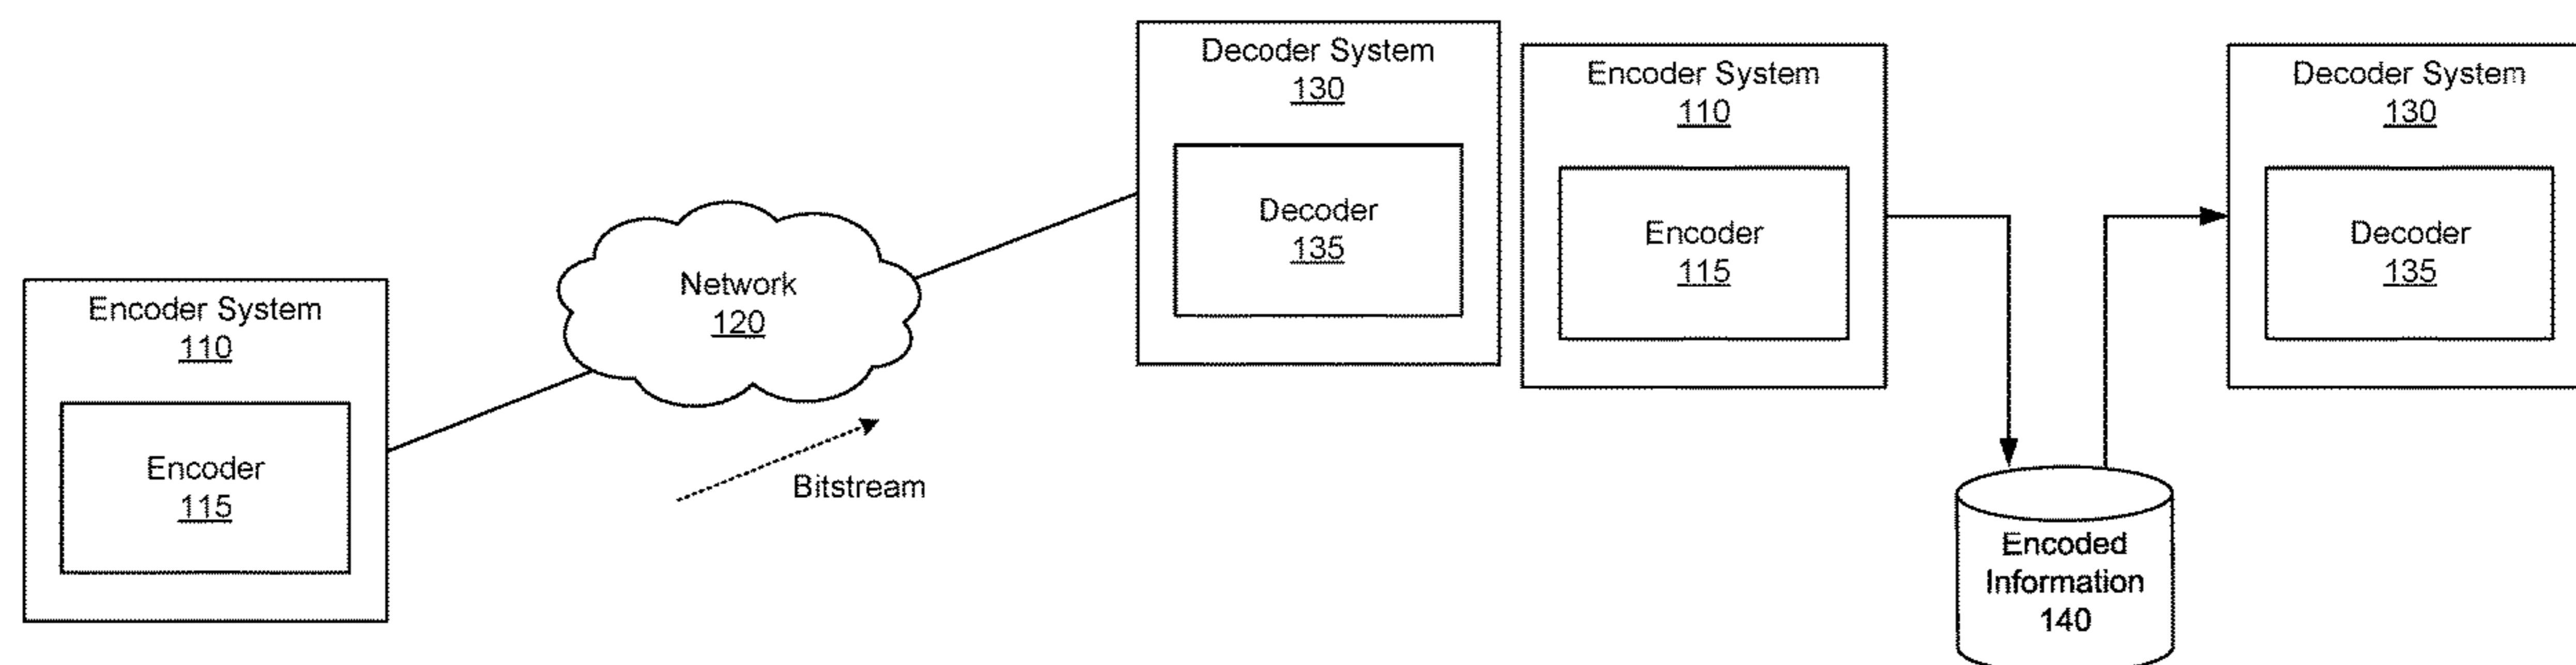 Encoder System
110
Encoder
115
Network
120
Bitstream
Decoder System
130
Decoder
135
Encoder System
110
Encoder
115
Encoded
Information
140
Decoder System
130
Decoder
135